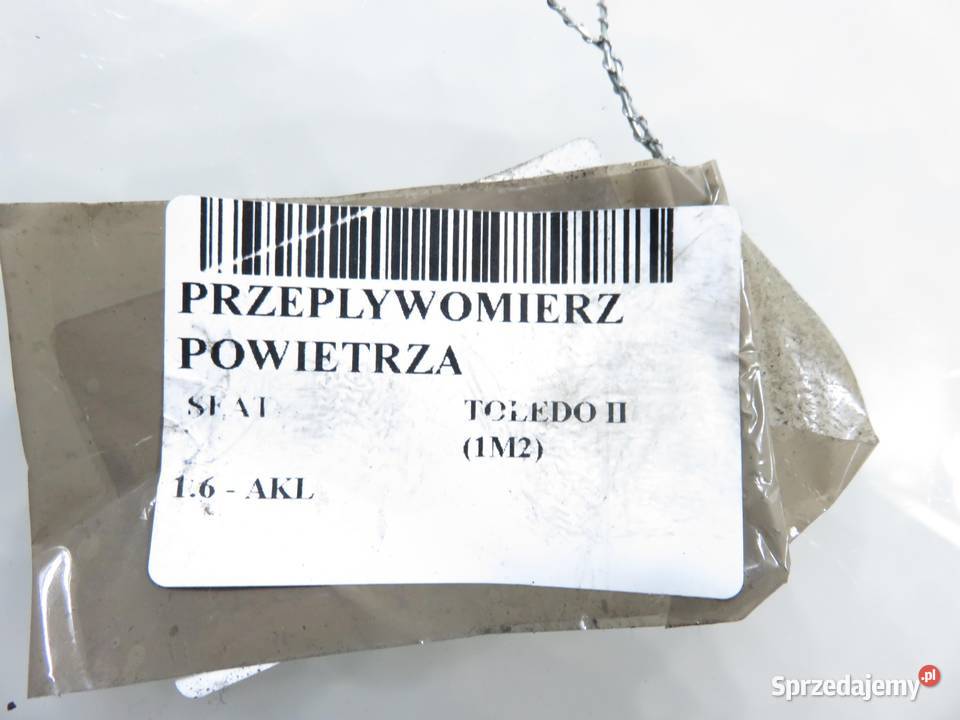 PRZEPLYWOMIERZ
POWIETRZA
SEAT TOLEDO II
(1M2)
1.6 - AKL
Sprzedajemy.pl